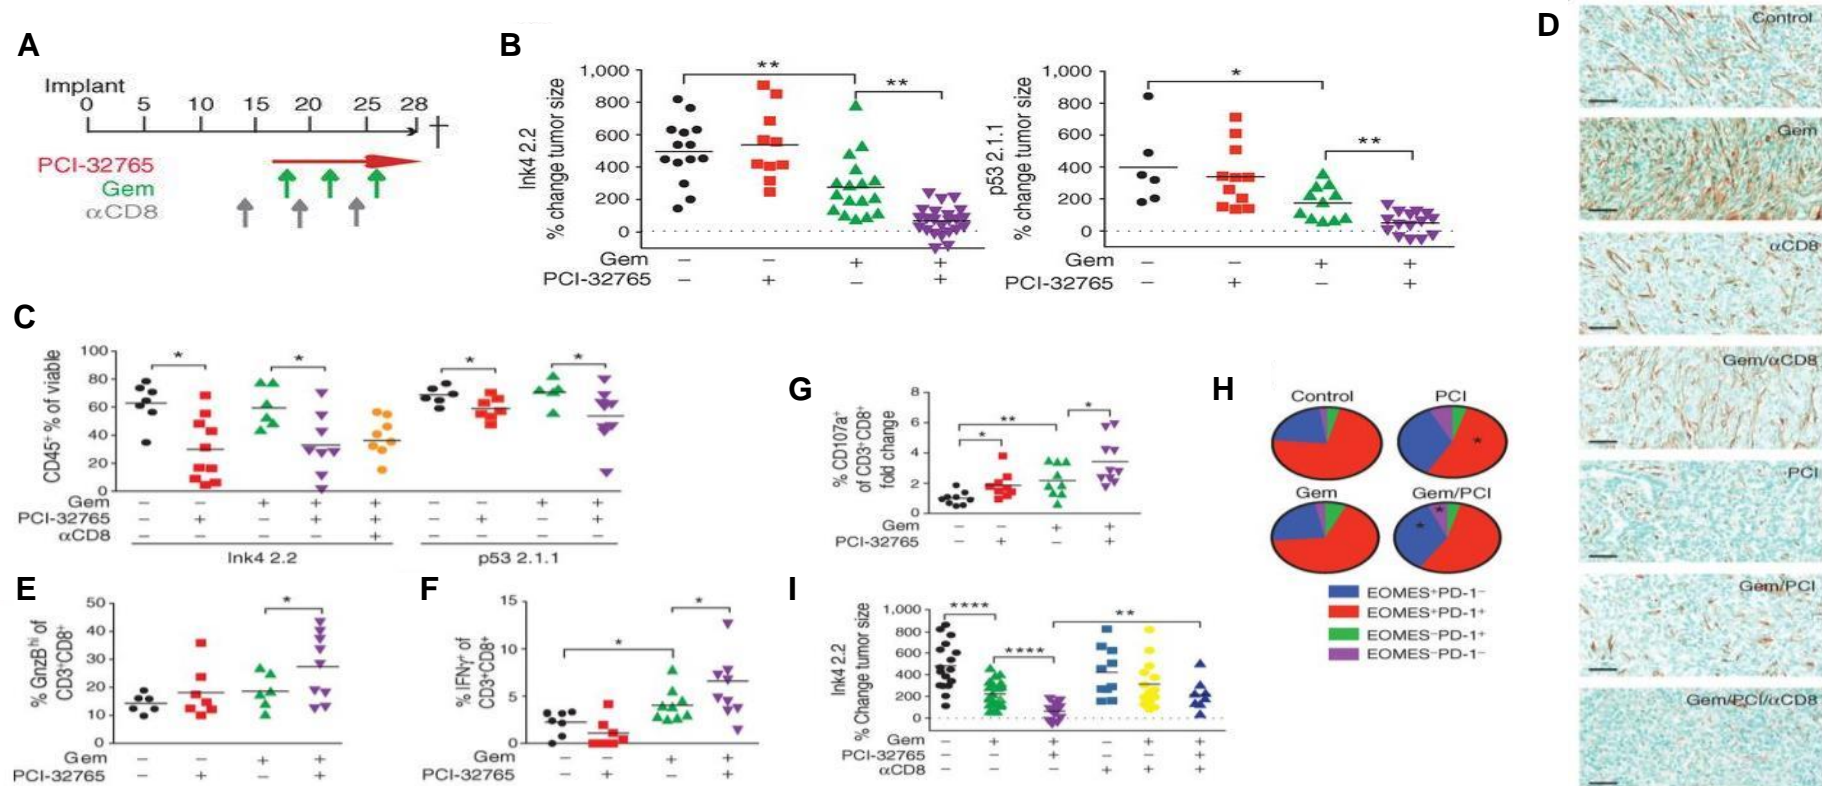 A
Implant
0 5 10 15 20 25 28
PCI-32765
Gem
αCD8
B
Ink4 2.2
% change tumor size
1,000
800
600
400
200
0
** **
Gem – – + +
PCI-32765 – + – +
p53 2.1.1
% change tumor size
1,000
800
600
400
200
0
* **
Gem – – + +
PCI-32765 – + – +
C
CD45⁺ % of viable
100
80
60
40
20
0
* * * *
Gem – – + + + – – + +
PCI-32765 – + – + + – + – +
αCD8 – – – – +
Ink4 2.2 p53 2.1.1
D
Control
Gem
αCD8
Gem/αCD8
PCI
Gem/PCI
Gem/PCI/αCD8
E
% GnzBʰⁱ of
CD3⁺CD8⁺
50
40
30
20
10
0
*
Gem – – + +
PCI-32765 – + – +
F
% IFNγ⁺ of
CD3⁺CD8⁺
15
10
5
0
* *
Gem – – + +
PCI-32765 – + – +
G
% CD107a⁺
of CD3⁺CD8⁺
fold change
8
6
4
2
0
* ** *
Gem – – + +
PCI-32765 – + – +
H
Control PCI
*
Gem Gem/PCI
* *
EOMES⁺PD-1⁻
EOMES⁺PD-1⁺
EOMES⁻PD-1⁺
EOMES⁻PD-1⁻
I
Ink4 2.2
% Change tumor size
1,000
800
600
400
200
0
**** **** **
Gem – + + – + +
PCI-32765 – – + – – +
αCD8 – – – + + +